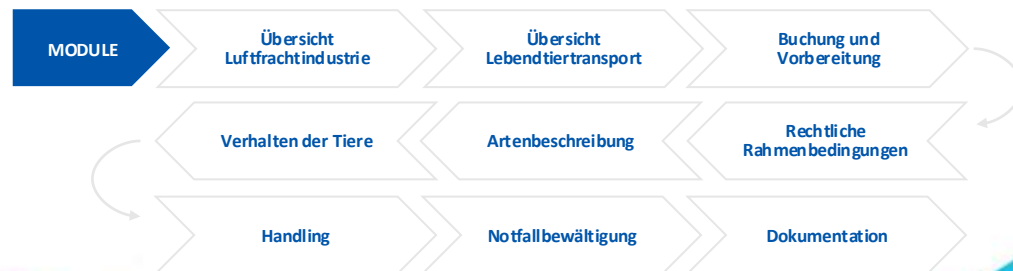 MODULE
Übersicht
Luftfrachtindustrie
Übersicht
Lebendtiertransport
Buchung und
Vorbereitung
Rechtliche
Rahmenbedingungen
Artenbeschreibung
Verhalten der Tiere
Handling
Notfallbewältigung
Dokumentation